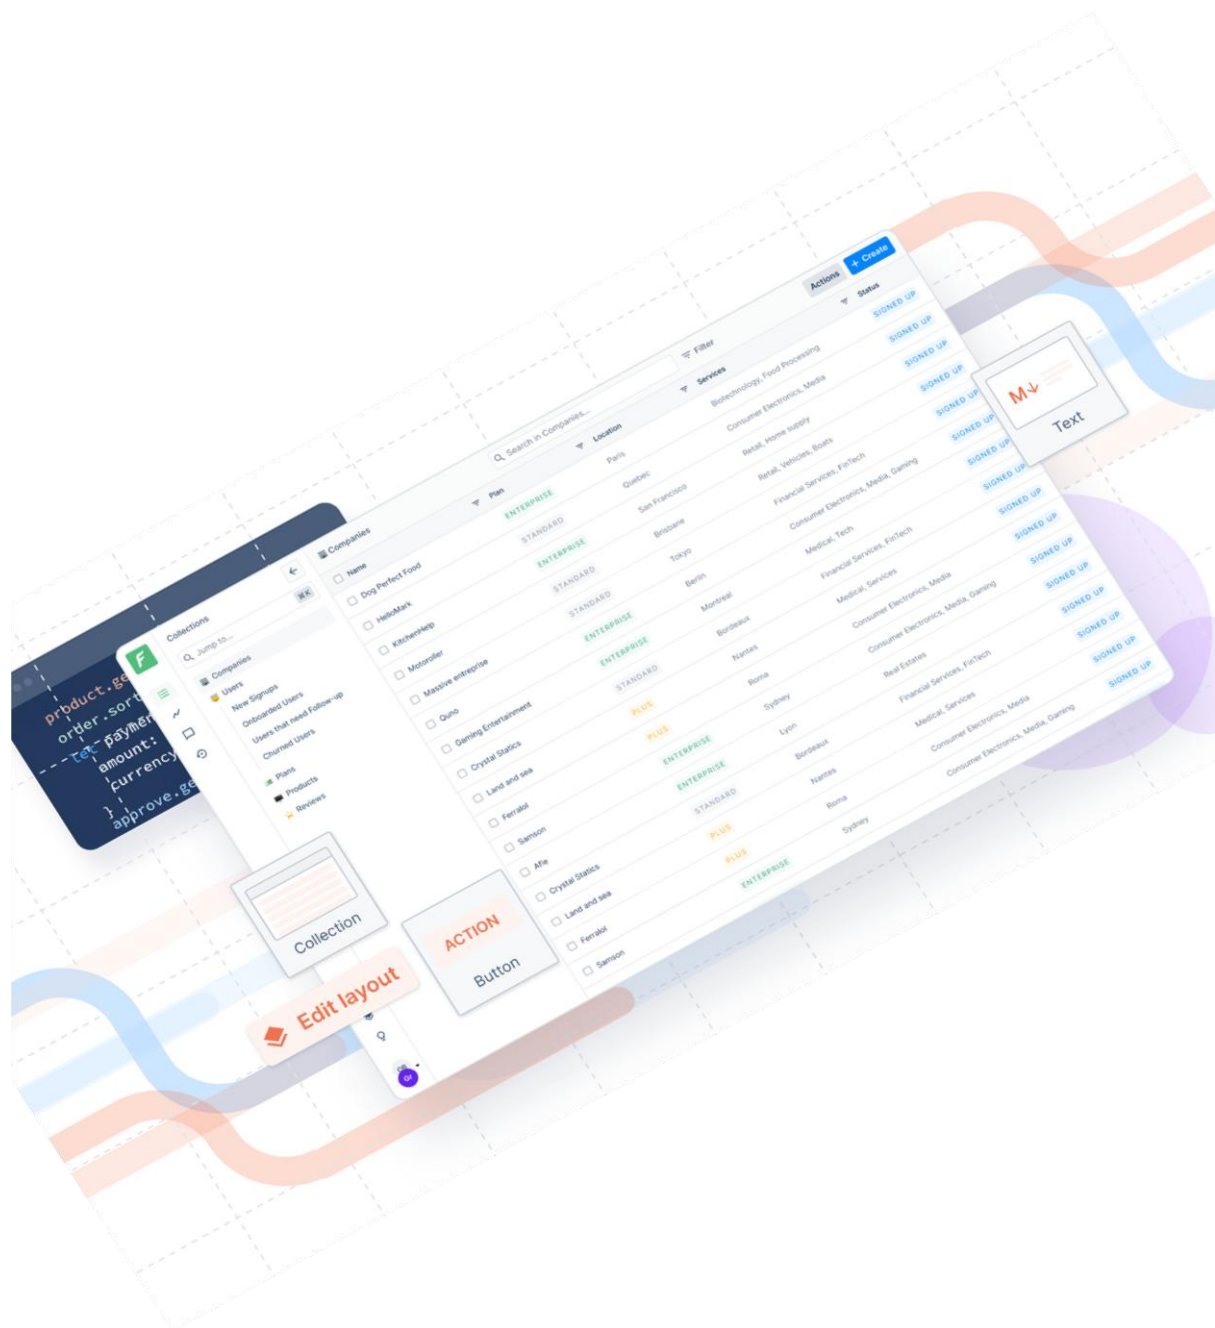 product.ge
order.sort
let paymen
amount:
currency
}
approve.ge
Collections
Jump to... ⌘K
Companies
Users
New Signups
Onboarded Users
Users that need Follow-up
Churned Users
Plans
Products
Reviews
Companies Search in Companies... Filter Actions + Create
Name Plan Location Services Status
Dog Perfect Food ENTERPRISE Paris Biotechnology, Food Processing SIGNED UP
HelloMark STANDARD Quebec Consumer Electronics, Media SIGNED UP
KitchenHelp ENTERPRISE San Francisco Retail, Home supply SIGNED UP
Motoroller STANDARD Brisbane Retail, Vehicles, Boats SIGNED UP
Massive entreprise STANDARD Tokyo Financial Services, FinTech SIGNED UP
Quno ENTERPRISE Berlin Consumer Electronics, Media, Gaming SIGNED UP
Gaming Entertainment ENTERPRISE Montreal Medical, Tech SIGNED UP
Crystal Statics STANDARD Bordeaux Financial Services, FinTech SIGNED UP
Land and sea PLUS Nantes Medical, Services SIGNED UP
Ferralol PLUS Roma Consumer Electronics, Media SIGNED UP
Samson ENTERPRISE Sydney Consumer Electronics, Media, Gaming SIGNED UP
Afie ENTERPRISE Lyon Real Estates SIGNED UP
Crystal Statics STANDARD Bordeaux Financial Services, FinTech SIGNED UP
Land and sea PLUS Nantes Medical, Services SIGNED UP
Ferralol PLUS Roma Consumer Electronics, Media SIGNED UP
Samson ENTERPRISE Sydney Consumer Electronics, Media, Gaming SIGNED UP
M↓
Text
Collection
ACTION
Button
Edit layout
Gr